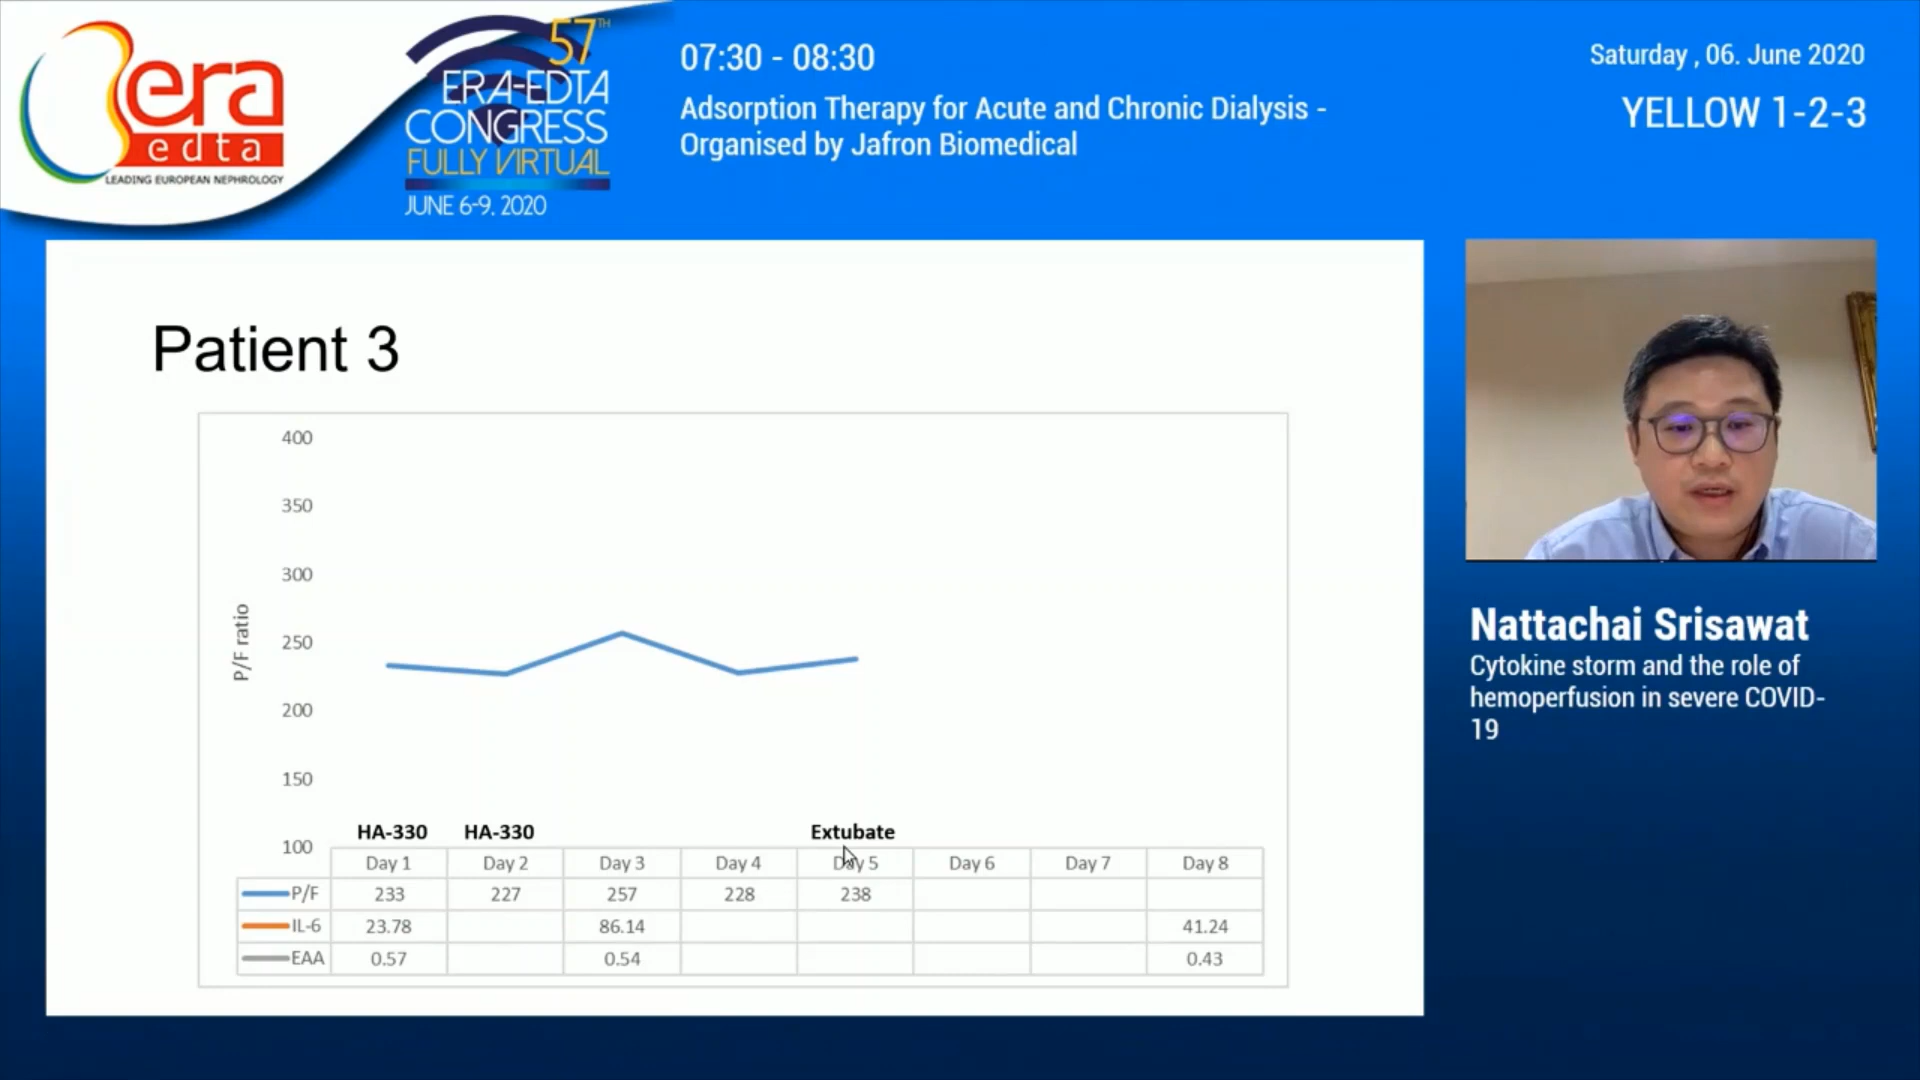 era
edta
LEADING EUROPEAN NEPHROLOGY
57TH
ERA-EDTA
CONGRESS
FULLY VIRTUAL
JUNE 6-9, 2020
07:30 - 08:30
Adsorption Therapy for Acute and Chronic Dialysis -
Organised by Jafron Biomedical
Saturday , 06. June 2020
YELLOW 1-2-3
Patient 3
400
350
300
250
200
150
100
P/F ratio
HA-330 HA-330 Extubate
Day 1 Day 2 Day 3 Day 4 Day 5 Day 6 Day 7 Day 8
P/F 233 227 257 228 238
IL-6 23.78 86.14 41.24
EAA 0.57 0.54 0.43
Nattachai Srisawat
Cytokine storm and the role of
hemoperfusion in severe COVID-
19